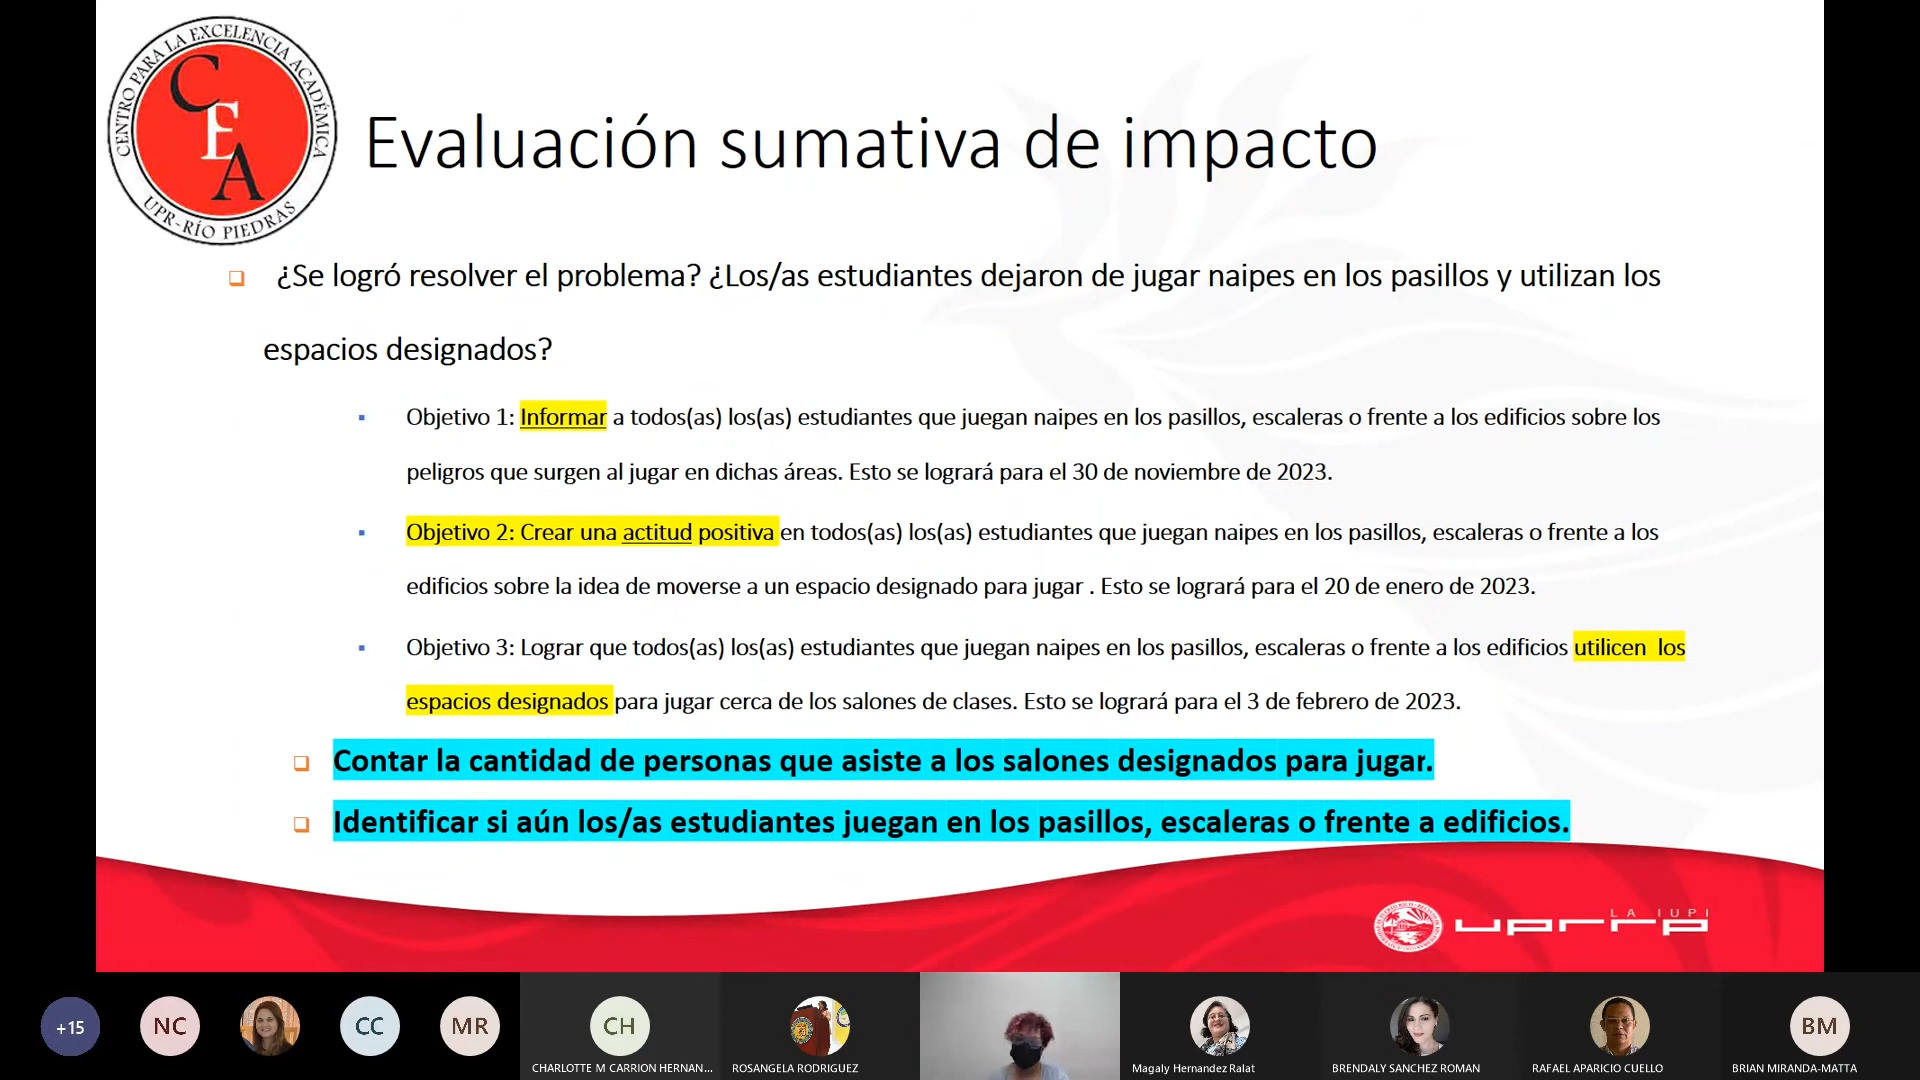 CENTRO PARA LA EXCELENCIA ACADÉMICA
CEA
UPR-RÍO PIEDRAS
Evaluación sumativa de impacto
¿Se logró resolver el problema? ¿Los/as estudiantes dejaron de jugar naipes en los pasillos y utilizan los
espacios designados?
Objetivo 1: Informar a todos(as) los(as) estudiantes que juegan naipes en los pasillos, escaleras o frente a los edificios sobre los
peligros que surgen al jugar en dichas áreas. Esto se logrará para el 30 de noviembre de 2023.
Objetivo 2: Crear una actitud positiva en todos(as) los(as) estudiantes que juegan naipes en los pasillos, escaleras o frente a los
edificios sobre la idea de moverse a un espacio designado para jugar . Esto se logrará para el 20 de enero de 2023.
Objetivo 3: Lograr que todos(as) los(as) estudiantes que juegan naipes en los pasillos, escaleras o frente a los edificios utilicen los
espacios designados para jugar cerca de los salones de clases. Esto se logrará para el 3 de febrero de 2023.
Contar la cantidad de personas que asiste a los salones designados para jugar.
Identificar si aún los/as estudiantes juegan en los pasillos, escaleras o frente a edificios.
LA IUPI
uprrp
+15
NC
CC
MR
CH
BM
CHARLOTTE M CARRION HERNAN...
ROSANGELA RODRIGUEZ
Magaly Hernandez Ralat
BRENDALY SANCHEZ ROMAN
RAFAEL APARICIO CUELLO
BRIAN MIRANDA-MATTA